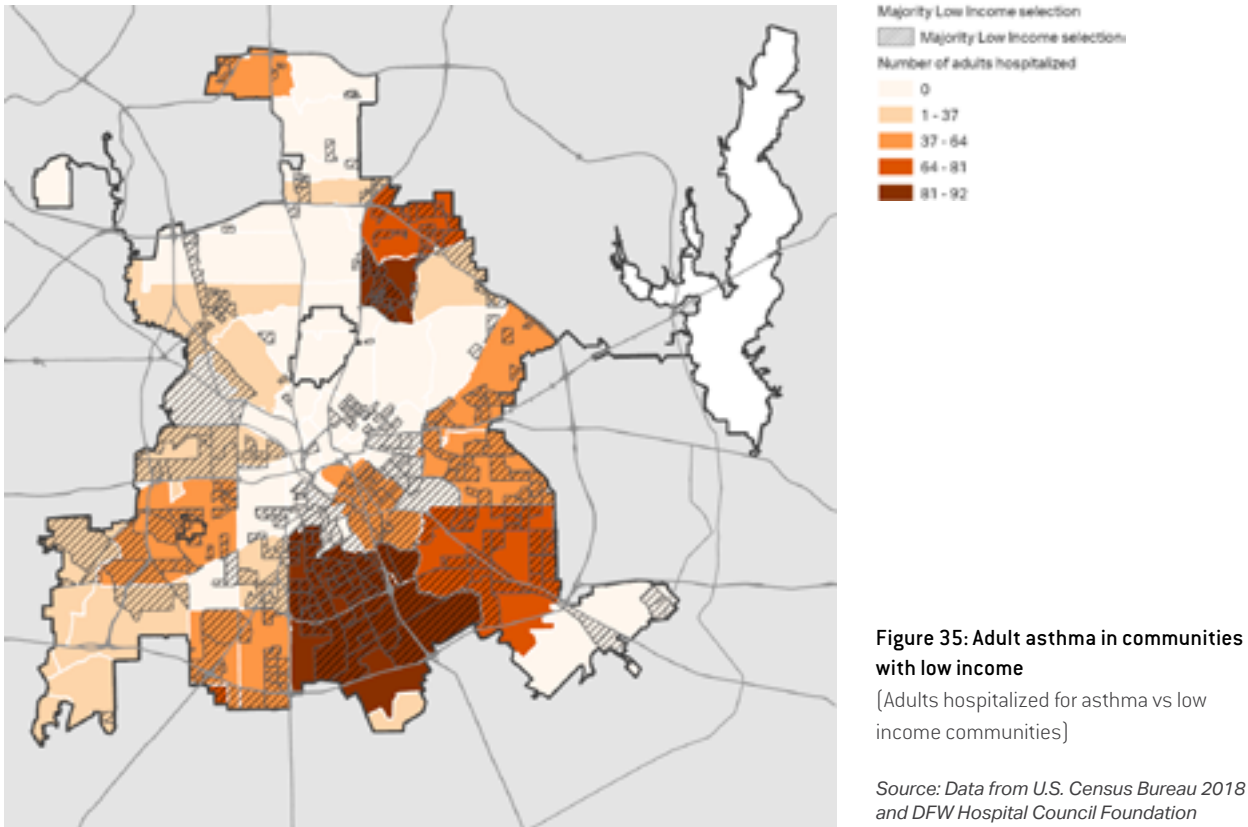 Majority Low Income selection
Majority Low Income selection:
Number of adults hospitalized
0
1 - 37
37 - 64
64 - 81
81 - 92
Figure 35: Adult asthma in communities
with low income
(Adults hospitalized for asthma vs low
income communities)
Source: Data from U.S. Census Bureau 2018
and DFW Hospital Council Foundation